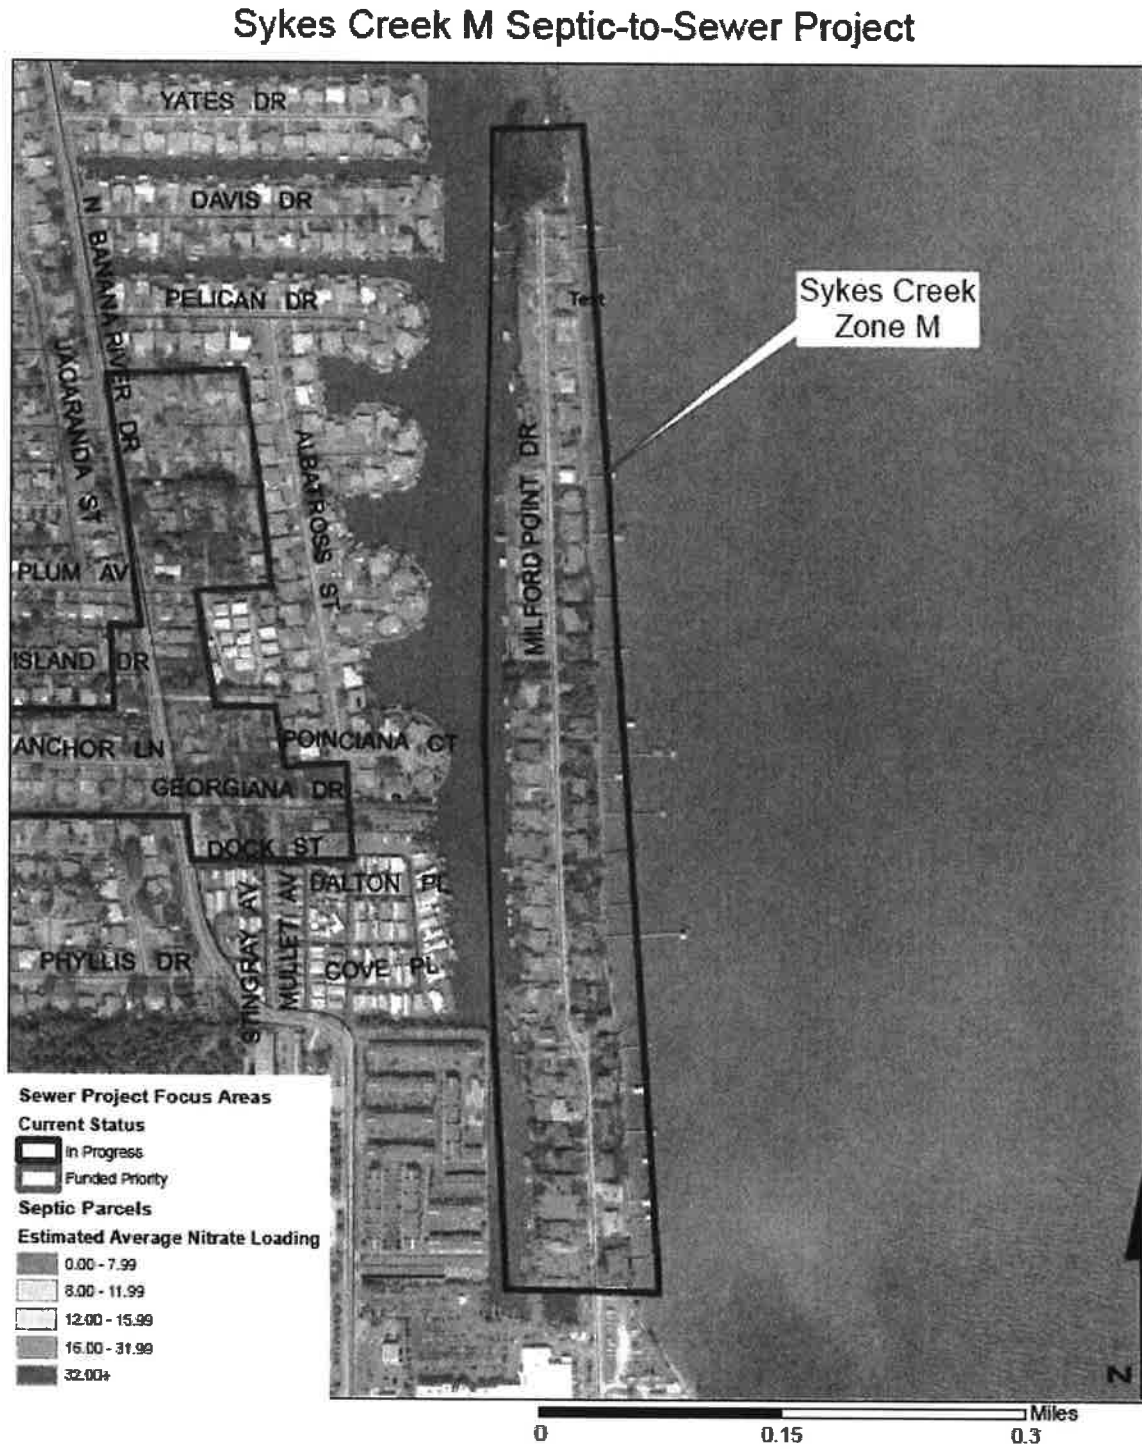 Sykes Creek M Septic-to-Sewer Project
YATES DR
DAVIS DR
N BANANA RIVER DR
PELICAN DR
Test
Sykes Creek
Zone M
JACARANDA ST
ALBATROSS ST
MILFORD POINT DR
PLUM AV
ISLAND DR
ANCHOR LN
POINCIANA CT
GEORGIANA DR
DOCK ST
DALTON PL
STINGRAY AV
MULLET AV
PHYLLIS DR
COVE PL
Sewer Project Focus Areas
Current Status
In Progress
Funded Priority
Septic Parcels
Estimated Average Nitrate Loading
0.00 - 7.99
8.00 - 11.99
12.00 - 15.99
16.00 - 31.99
32.00+
N
Miles
0 0.15 0.3